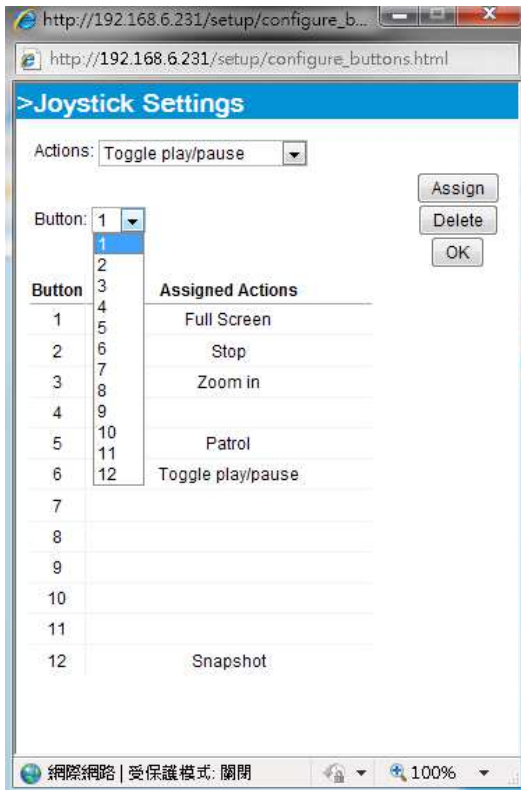 http://192.168.6.231/setup/configure_b...
http://192.168.6.231/setup/configure_buttons.html
>Joystick Settings
Actions: Toggle play/pause
Assign
Button: 1
Delete
OK
1
2
3
4
5
6
7
8
9
10
11
12
Button Assigned Actions
1 Full Screen
2 Stop
3 Zoom in
4
5 Patrol
6 Toggle play/pause
7
8
9
10
11
12 Snapshot
網際網路 | 受保護模式: 關閉 100%